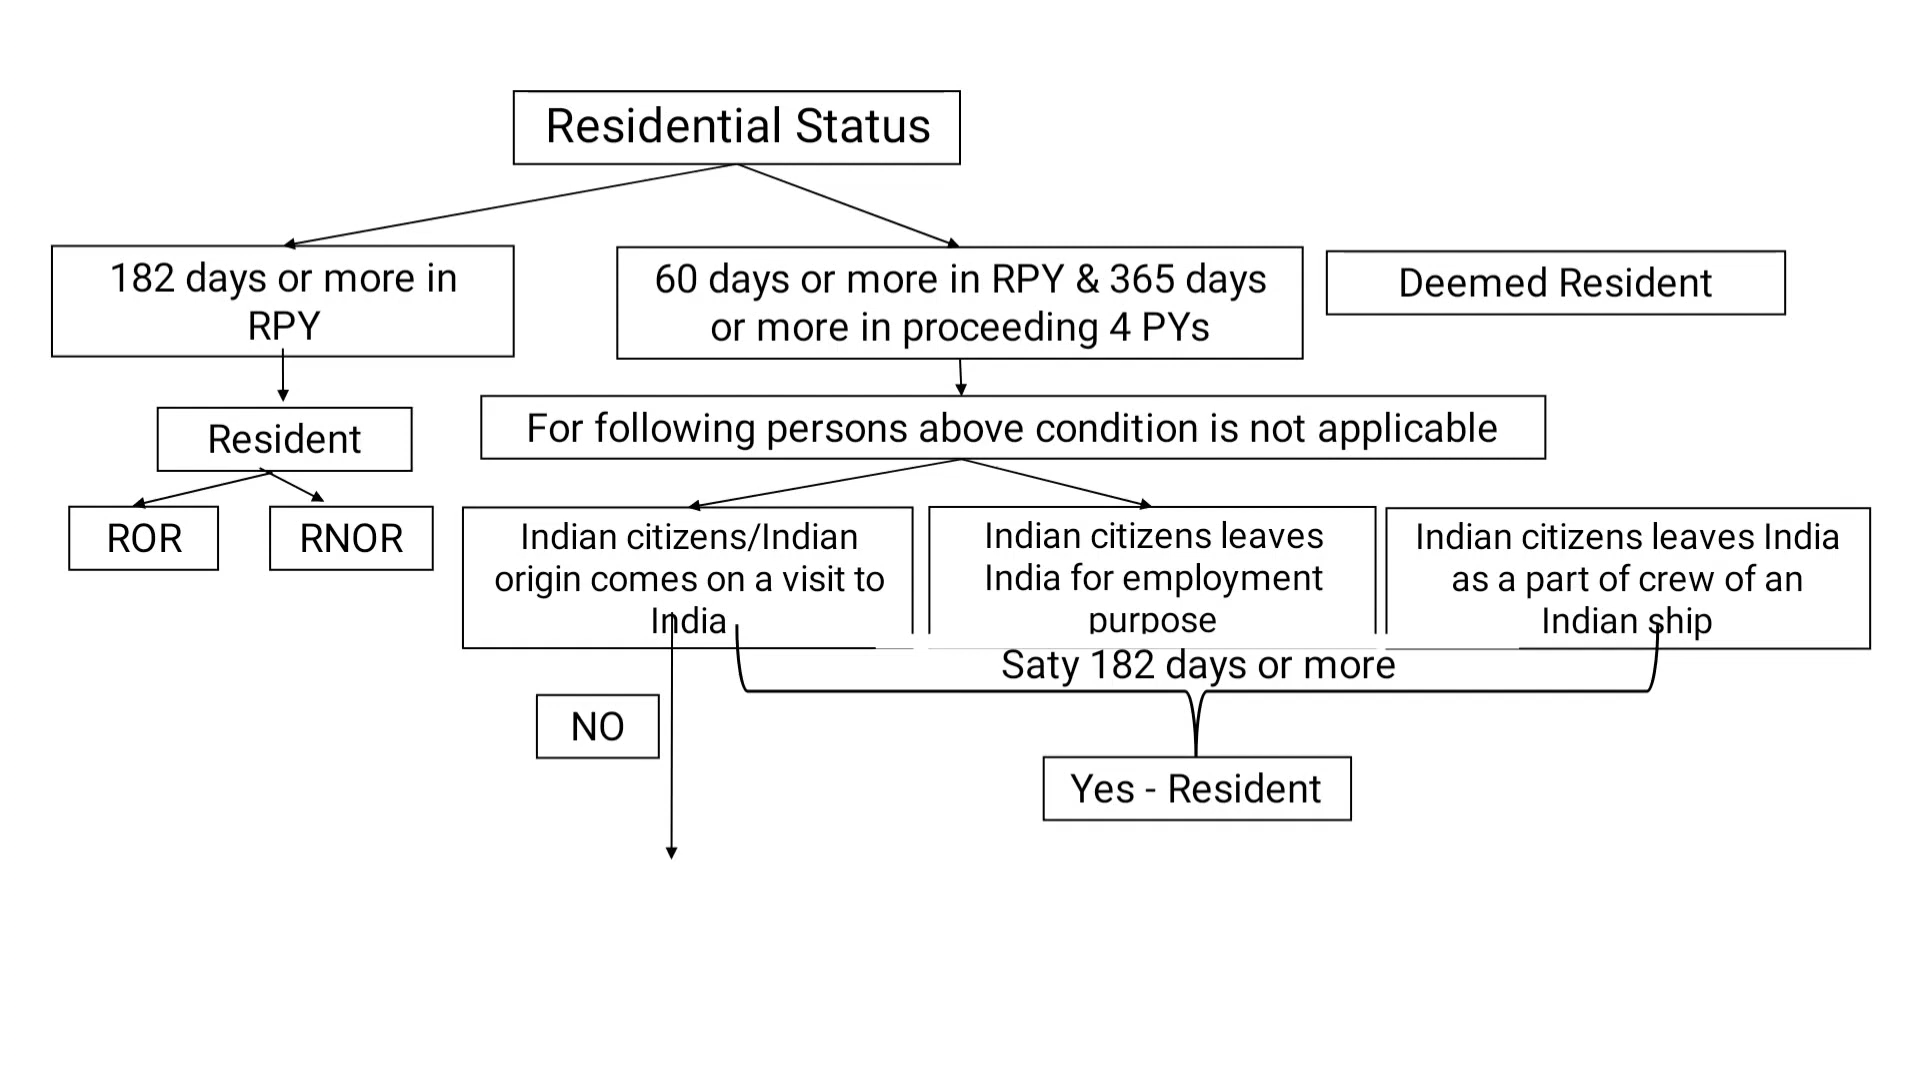 Residential Status
182 days or more in
RPY
60 days or more in RPY & 365 days
or more in proceeding 4 PYs
Deemed Resident
Resident
For following persons above condition is not applicable
ROR
RNOR
Indian citizens/Indian
origin comes on a visit to
India
Indian citizens leaves
India for employment
purpose
Indian citizens leaves India
as a part of crew of an
Indian ship
Saty 182 days or more
NO
Yes - Resident